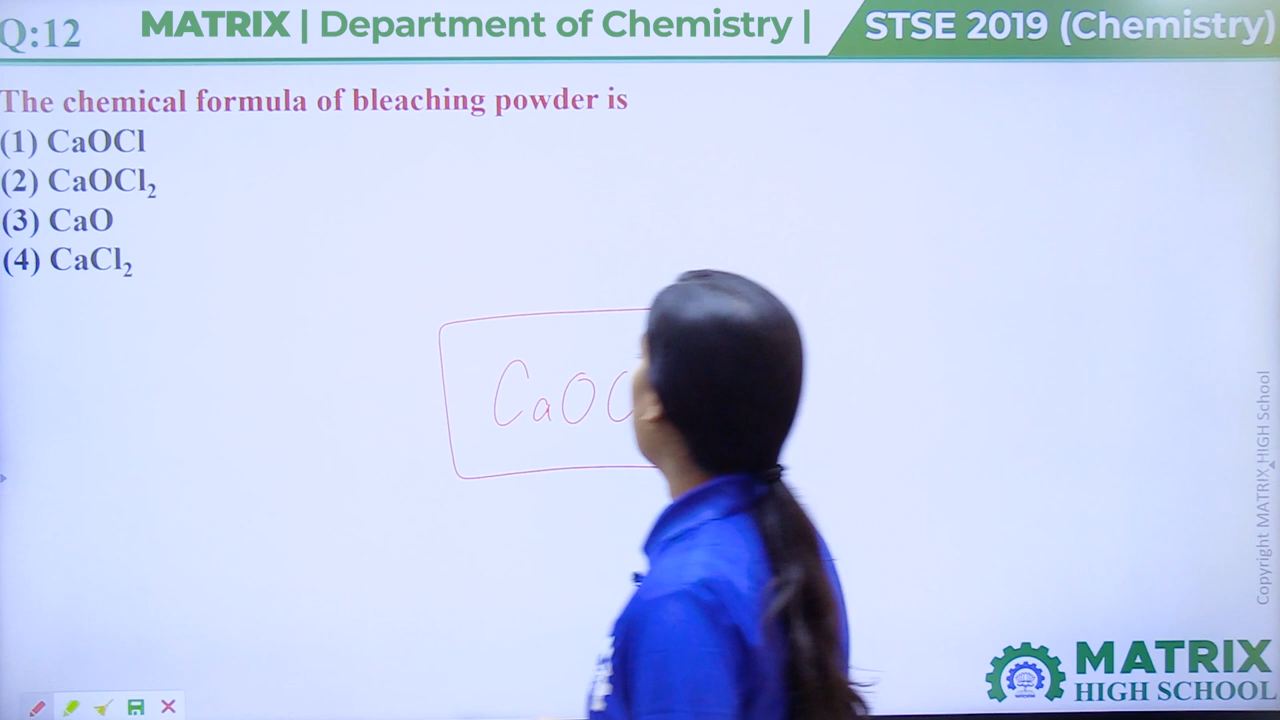 Q:12
MATRIX | Department of Chemistry |
STSE 2019 (Chemistry)
The chemical formula of bleaching powder is
(1) CaOCl
(2) CaOCl₂
(3) CaO
(4) CaCl₂
CaOC
Copyright MATRIX HIGH School
MATRIX
HIGH SCHOOL